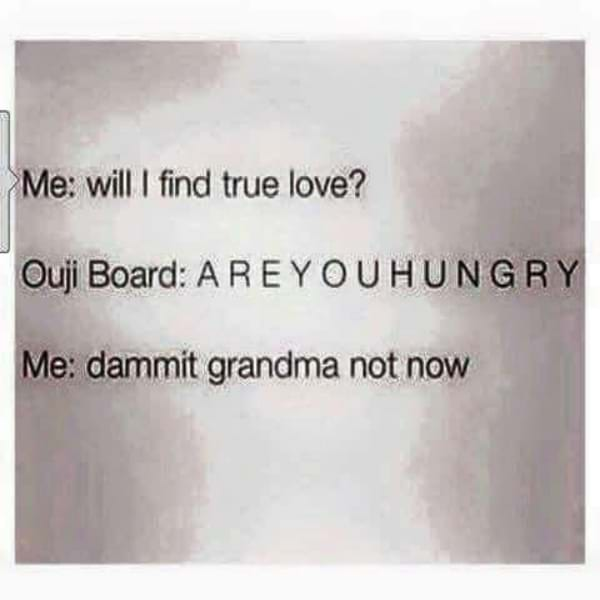 Me: will I find true love?
Ouji Board: A R E Y O U H U N G R Y
Me: dammit grandma not now